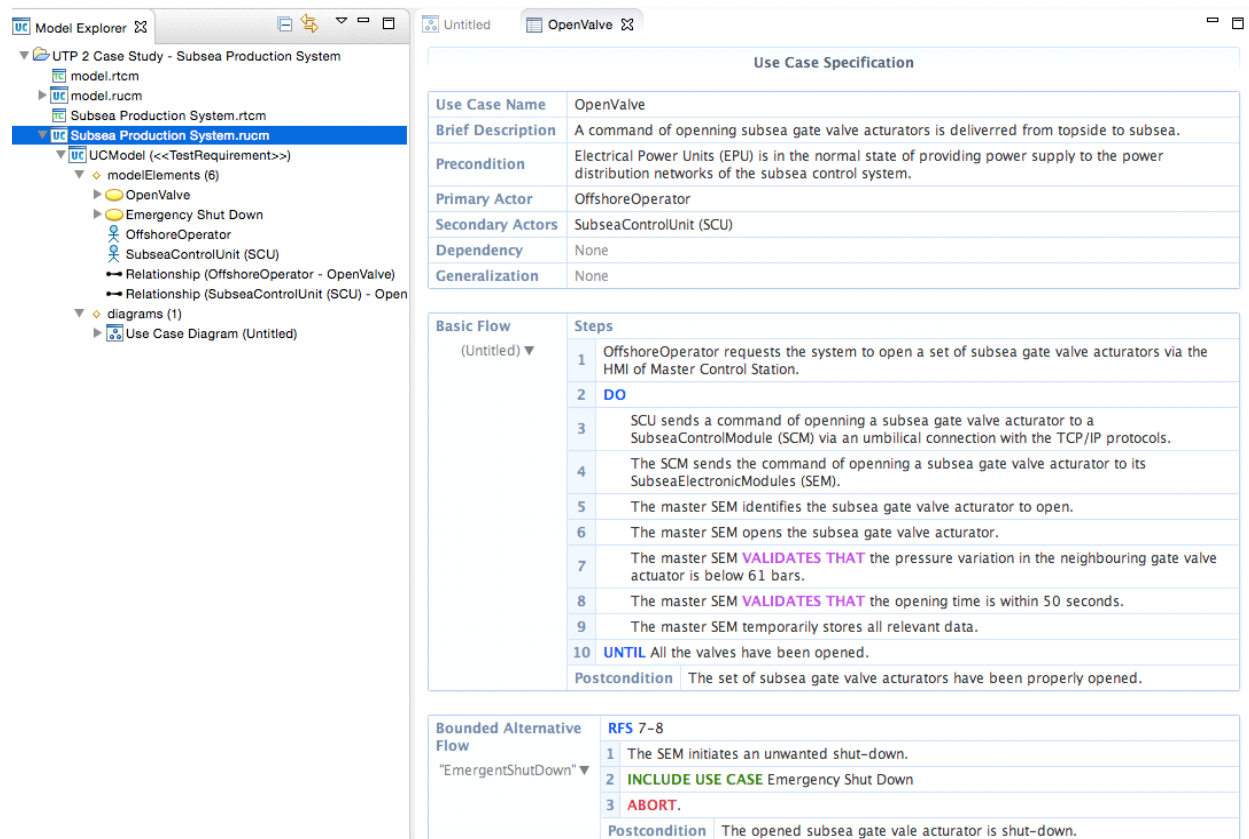 Model Explorer
UTP 2 Case Study - Subsea Production System
model.rtcm
model.rucm
Subsea Production System.rtcm
Subsea Production System.rucm
UCModel (<<TestRequirement>>)
modelElements (6)
OpenValve
Emergency Shut Down
OffshoreOperator
SubseaControlUnit (SCU)
Relationship (OffshoreOperator - OpenValve)
Relationship (SubseaControlUnit (SCU) - Open
diagrams (1)
Use Case Diagram (Untitled)
Untitled
OpenValve
Use Case Specification
Use Case Name OpenValve
Brief Description A command of openning subsea gate valve acturators is deliverred from topside to subsea.
Precondition Electrical Power Units (EPU) is in the normal state of providing power supply to the power
distribution networks of the subsea control system.
Primary Actor OffshoreOperator
Secondary Actors SubseaControlUnit (SCU)
Dependency None
Generalization None
Basic Flow Steps
(Untitled) ▼
1 OffshoreOperator requests the system to open a set of subsea gate valve acturators via the
HMI of Master Control Station.
2 DO
3 SCU sends a command of openning a subsea gate valve acturator to a
SubseaControlModule (SCM) via an umbilical connection with the TCP/IP protocols.
4 The SCM sends the command of openning a subsea gate valve acturator to its
SubseaElectronicModules (SEM).
5 The master SEM identifies the subsea gate valve acturator to open.
6 The master SEM opens the subsea gate valve acturator.
7 The master SEM VALIDATES THAT the pressure variation in the neighbouring gate valve
actuator is below 61 bars.
8 The master SEM VALIDATES THAT the opening time is within 50 seconds.
9 The master SEM temporarily stores all relevant data.
10 UNTIL All the valves have been opened.
Postcondition The set of subsea gate valve acturators have been properly opened.
Bounded Alternative
Flow
"EmergentShutDown" ▼
RFS 7-8
1 The SEM initiates an unwanted shut-down.
2 INCLUDE USE CASE Emergency Shut Down
3 ABORT.
Postcondition The opened subsea gate vale acturator is shut-down.